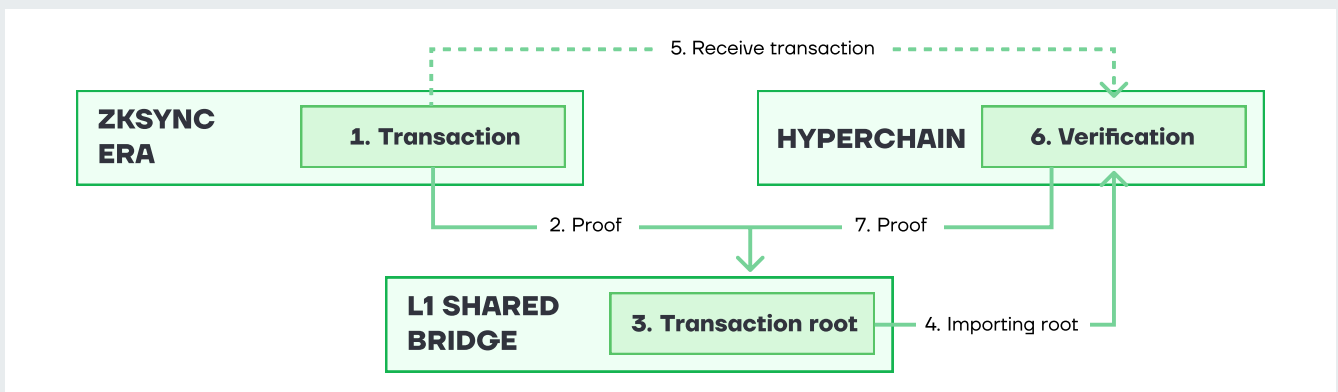 5. Receive transaction
ZKSYNC
ERA
1. Transaction
HYPERCHAIN
6. Verification
2. Proof
7. Proof
L1 SHARED
BRIDGE
3. Transaction root
4. Importing root